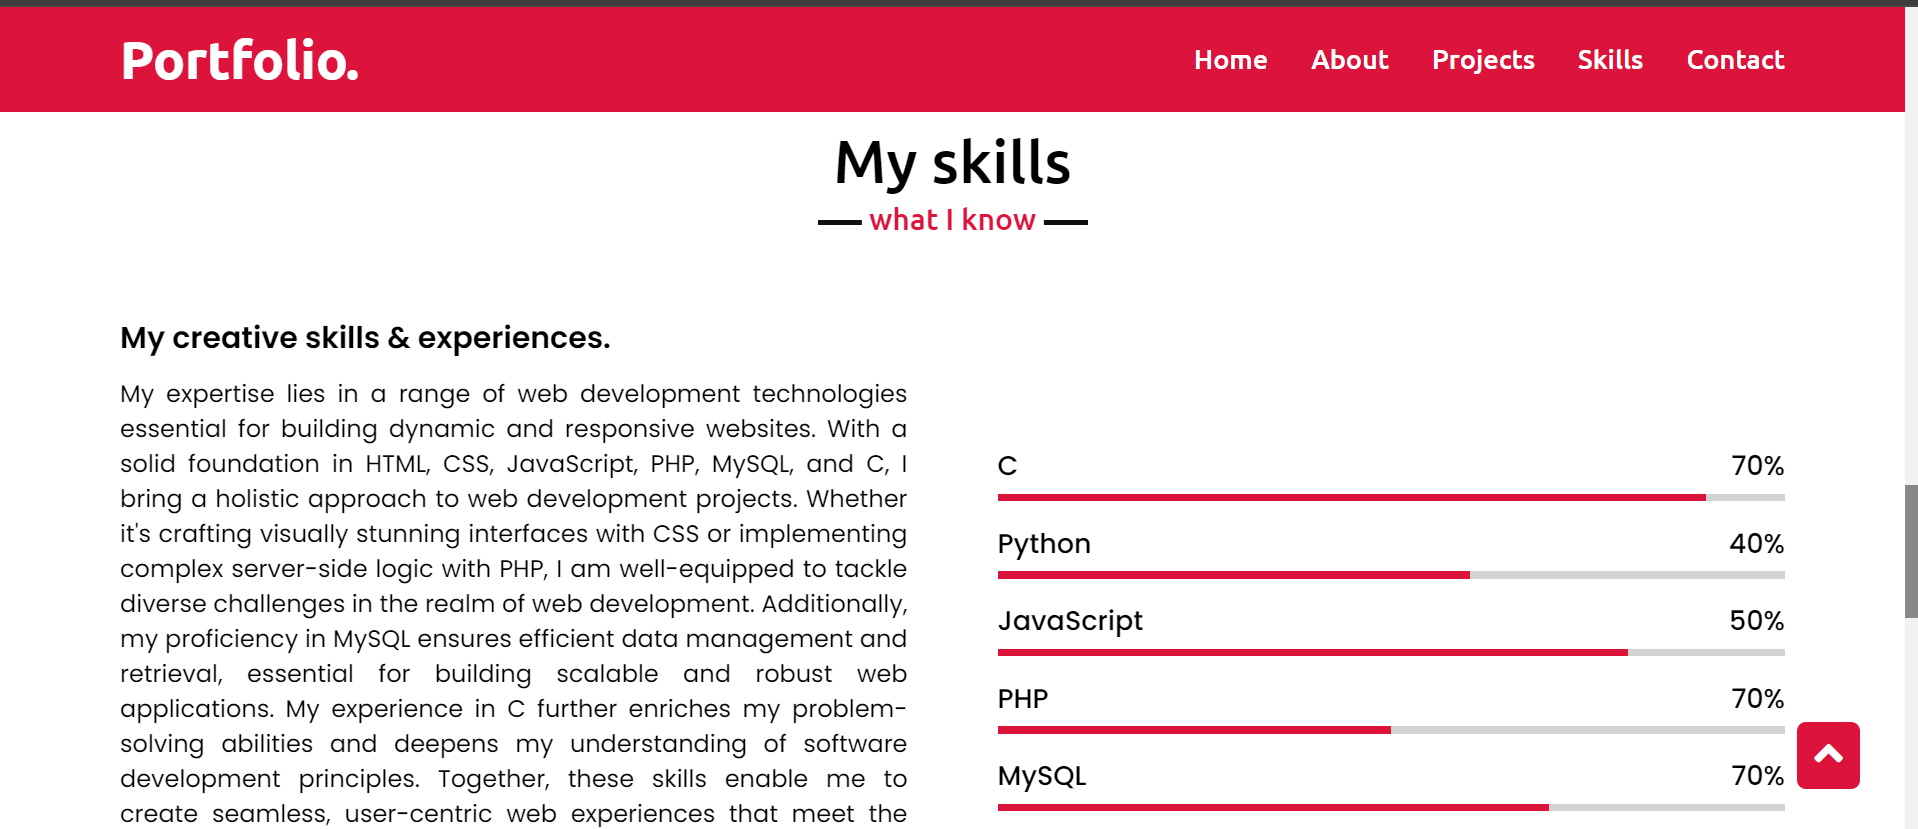 Portfolio.
Home About Projects Skills Contact
My skills
what I know
My creative skills & experiences.
My expertise lies in a range of web development technologies
essential for building dynamic and responsive websites. With a
solid foundation in HTML, CSS, JavaScript, PHP, MySQL, and C, I
bring a holistic approach to web development projects. Whether
it's crafting visually stunning interfaces with CSS or implementing
complex server-side logic with PHP, I am well-equipped to tackle
diverse challenges in the realm of web development. Additionally,
my proficiency in MySQL ensures efficient data management and
retrieval, essential for building scalable and robust web
applications. My experience in C further enriches my problem-
solving abilities and deepens my understanding of software
development principles. Together, these skills enable me to
create seamless, user-centric web experiences that meet the
C 70%
Python 40%
JavaScript 50%
PHP 70%
MySQL 70%